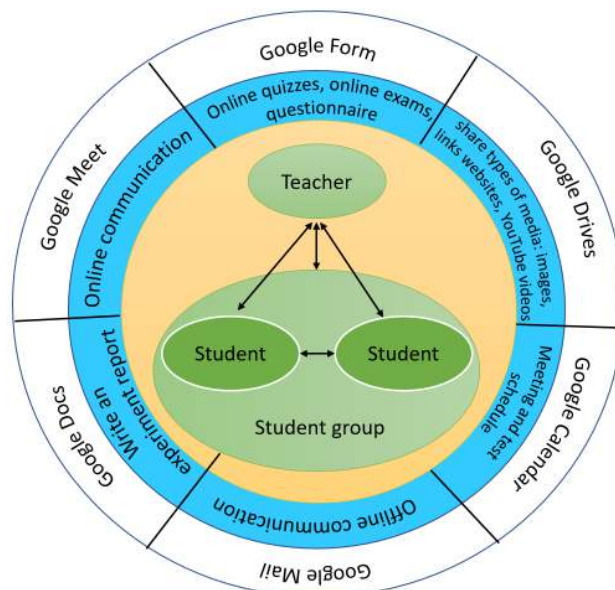 Google Form
Online quizzes, online exams,
questionnaire
Google Drives
share types of media: images,
links websites, YouTube videos
Google Calendar
Meeting and test
schedule
Google Mail
Offline communication
Google Docs
Write an
experiment report
Google Meet
Online communication
Teacher
Student
Student
Student group